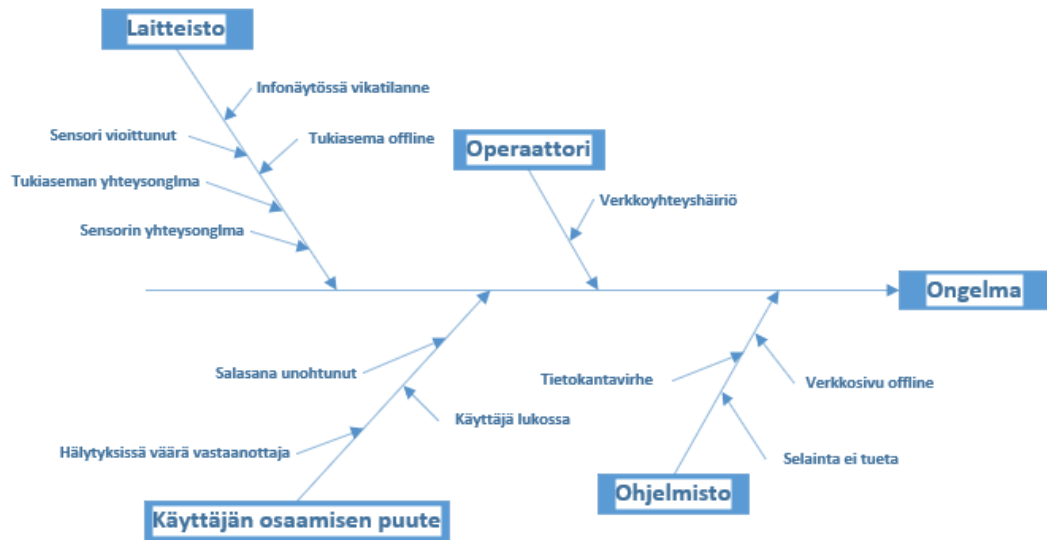 Laitteisto
Infonäytössä vikatilanne
Sensori vioittunut
Tukiasema offline
Tukiaseman yhteysonglma
Sensorin yhteysonglma
Operaattori
Verkkoyhteyshäiriö
Ongelma
Salasana unohtunut
Käyttäjä lukossa
Hälytyksissä väärä vastaanottaja
Käyttäjän osaamisen puute
Tietokantavirhe
Verkkosivu offline
Selainta ei tueta
Ohjelmisto